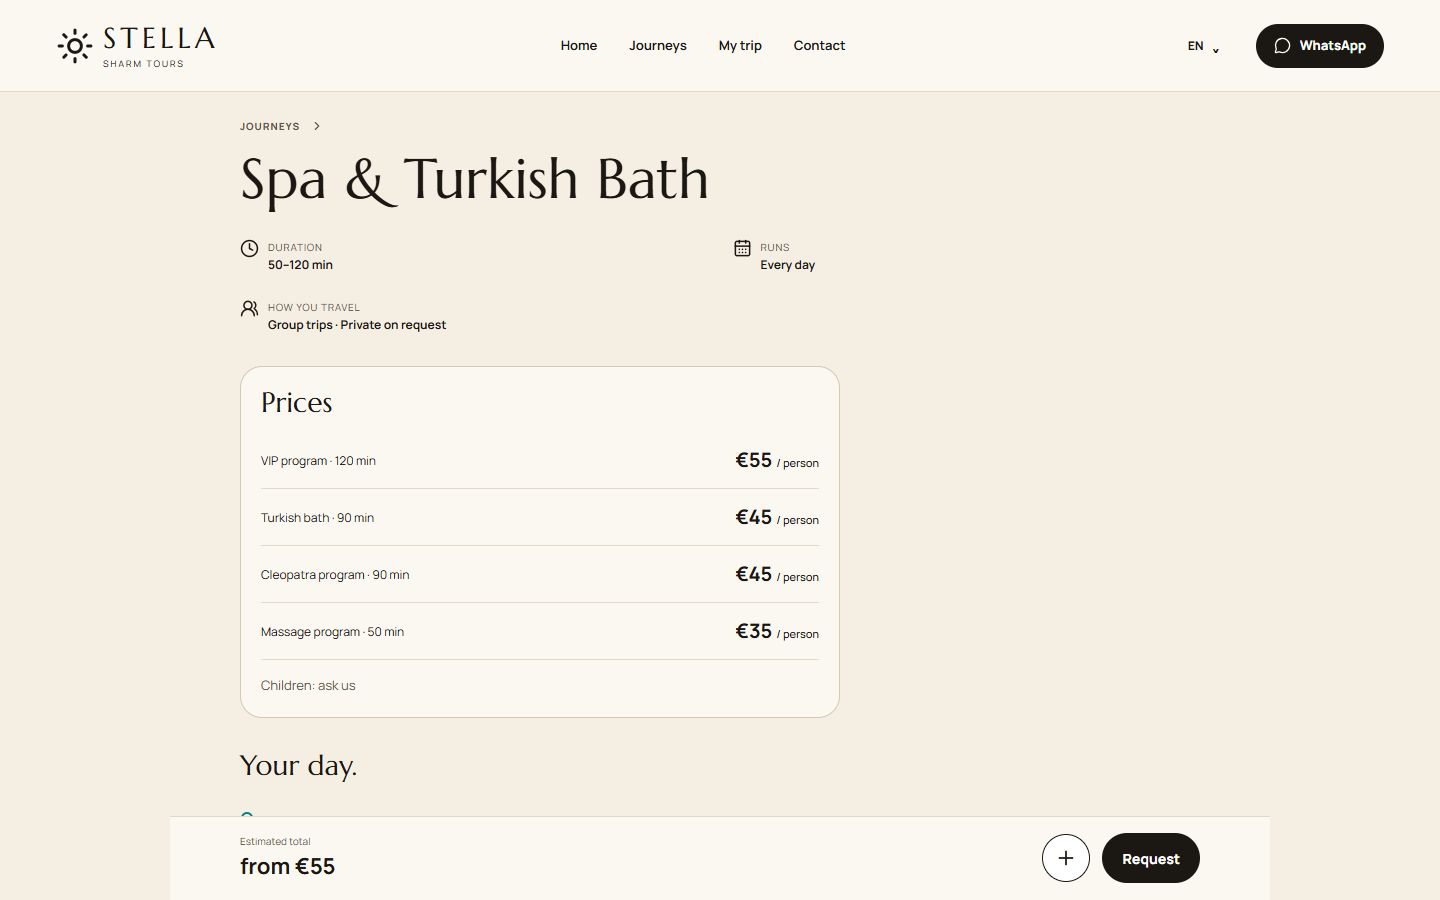 STELLA
SHARM TOURS
Home
Journeys
My trip
Contact
EN
WhatsApp
JOURNEYS
Spa & Turkish Bath
DURATION
50–120 min
RUNS
Every day
HOW YOU TRAVEL
Group trips · Private on request
Prices
VIP program · 120 min
€55 / person
Turkish bath · 90 min
€45 / person
Cleopatra program · 90 min
€45 / person
Massage program · 50 min
€35 / person
Children: ask us
Your day.
Estimated total
from €55
Request